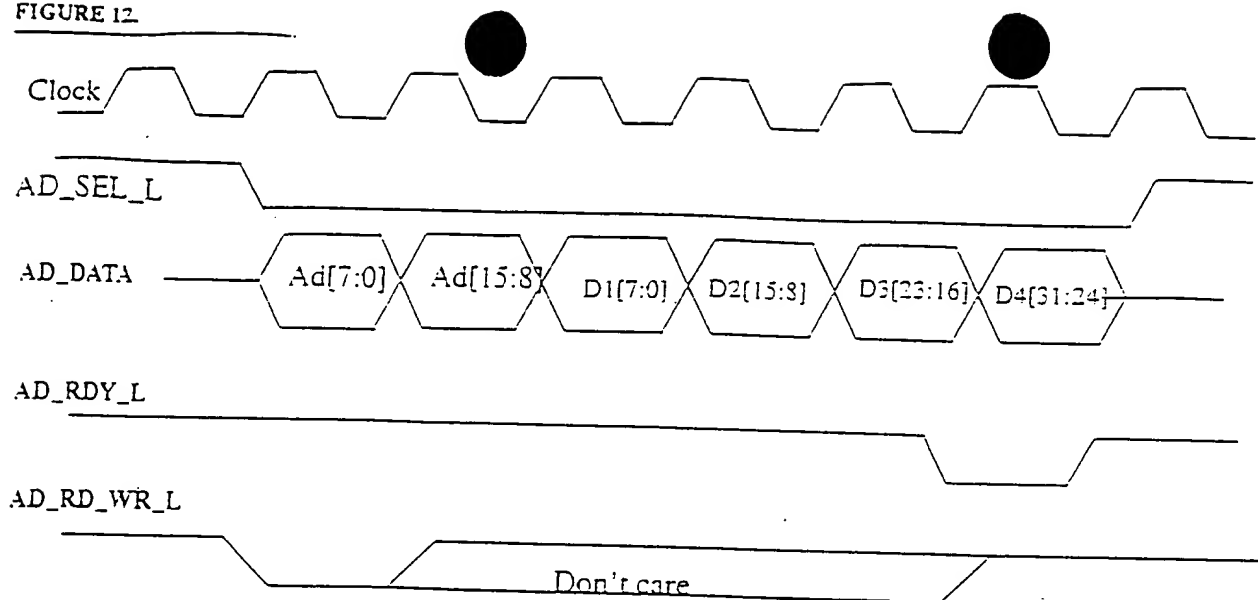 FIGURE 12
Clock
AD_SEL_L
AD_DATA
Ad[7:0] Ad[15:8] D1[7:0] D2[15:8] D3[23:16] D4[31:24]
AD_RDY_L
AD_RD_WR_L
Don't care